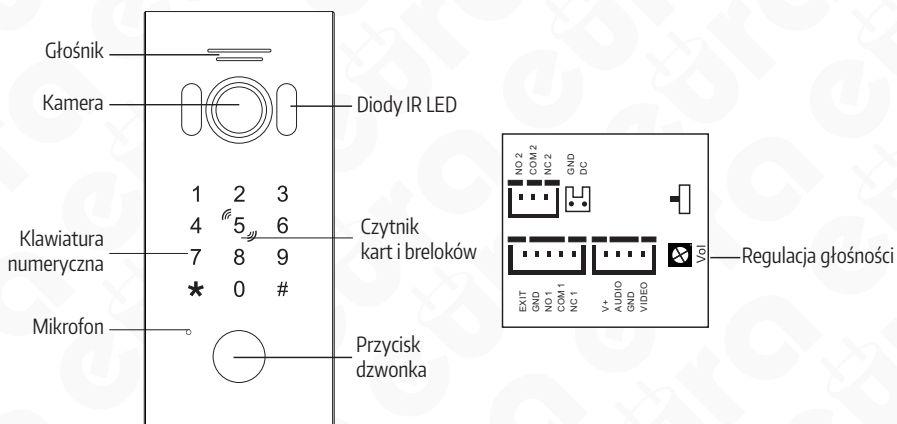 Głośnik
Kamera
Diody IR LED
1 2 3
4 5 6
7 8 9
* 0 #
Klawiatura
numeryczna
Czytnik
kart i breloków
Mikrofon
Przycisk
dzwonka
NO 2
COM 2
NC 2
GND
DC
EXIT
GND
NO 1
COM 1
NC 1
V+
AUDIO
GND
VIDEO
Vol
Regulacja głośności
eura